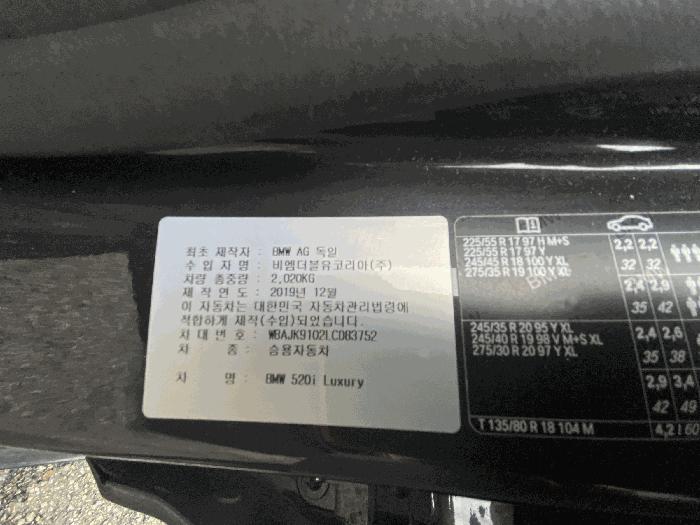 최초 제작자 : BMW AG 독일
수 입 자 명 : 비엠더블유코리아(주)
차량 총중량 : 2,020KG
제 작 연 도 : 2019년 12월
이 자동차는 대한민국 자동차관리법령에
적합하게 제작(수입)되었습니다.
차 대 번 호 : WBAJK9102LCD83752
차 종 : 승용자동차
차 명 : BMW 520i Luxury
225/55 R 17 97 H M+S 2,2 2,2
225/55 R 17 97 V
245/45 R 18 100 Y XL 32 32
275/35 R 19 100 Y XL
2,4 2,9
35 42
245/35 R 20 95 Y XL 2,4 2,6
245/40 R 19 98 V M+S XL
275/30 R 20 97 Y XL 35 38
2,9 3,4
42 49
T 135/80 R 18 104 M 4,2 / 60